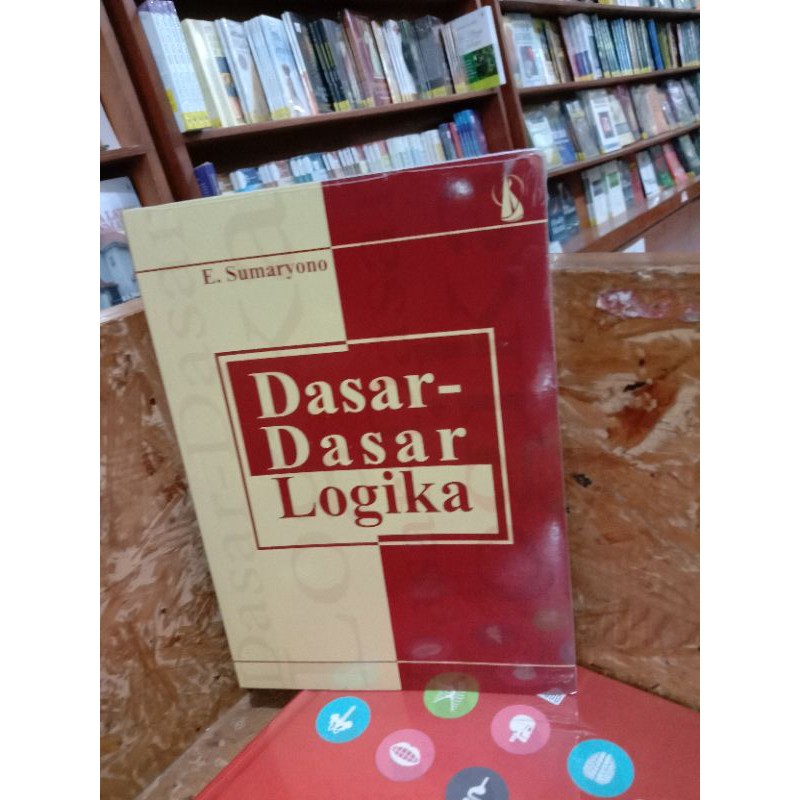 E. Sumaryono
Dasar-
Dasar
Logika